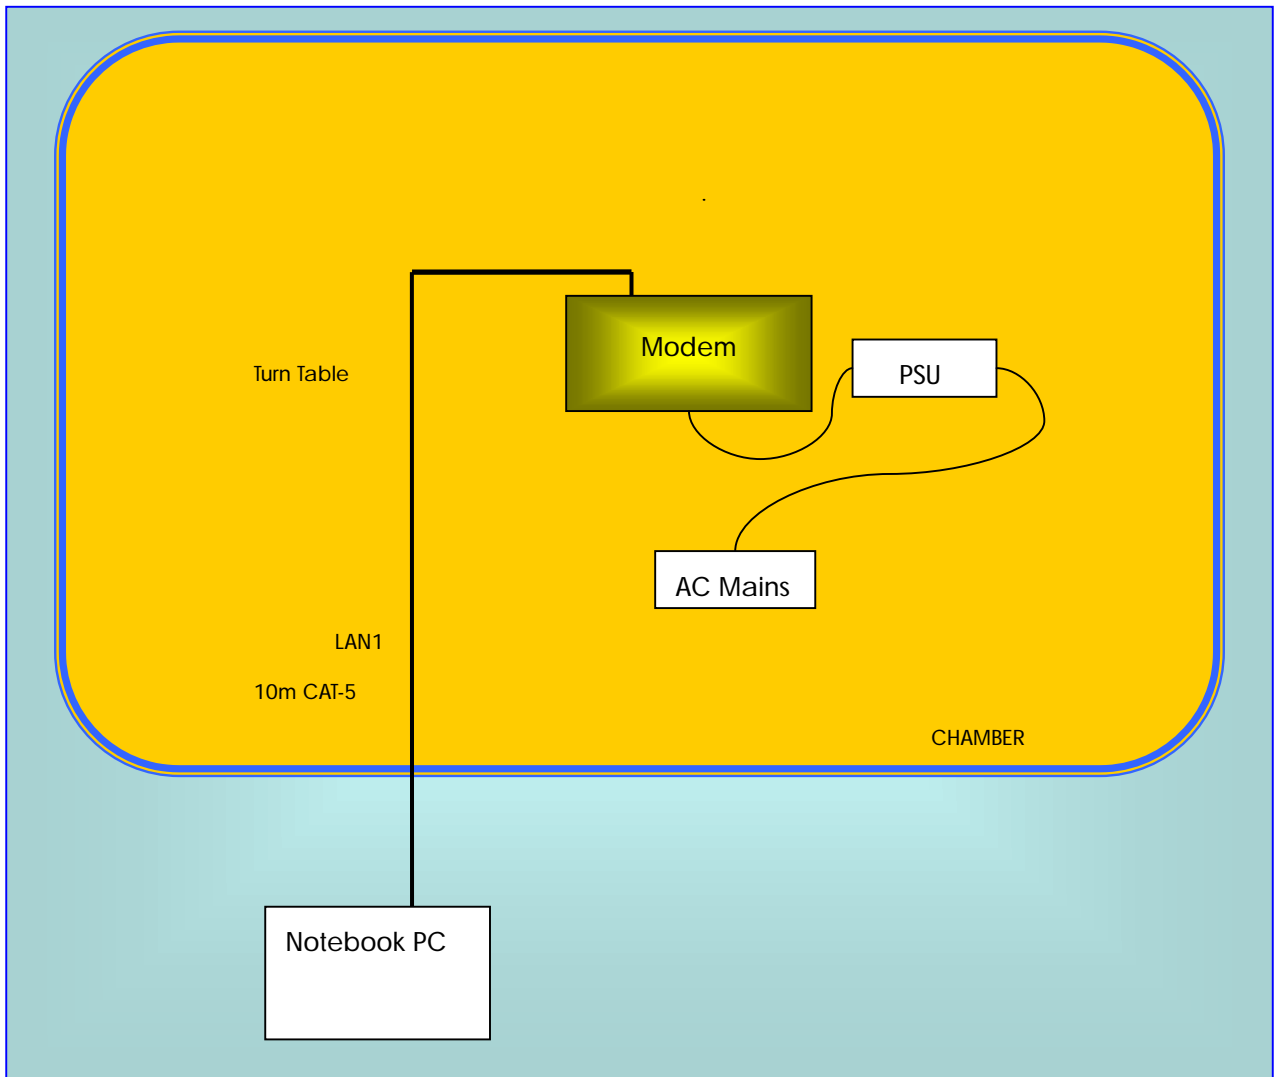 Modem
PSU
Turn Table
AC Mains
LAN1
10m CAT-5
CHAMBER
Notebook PC